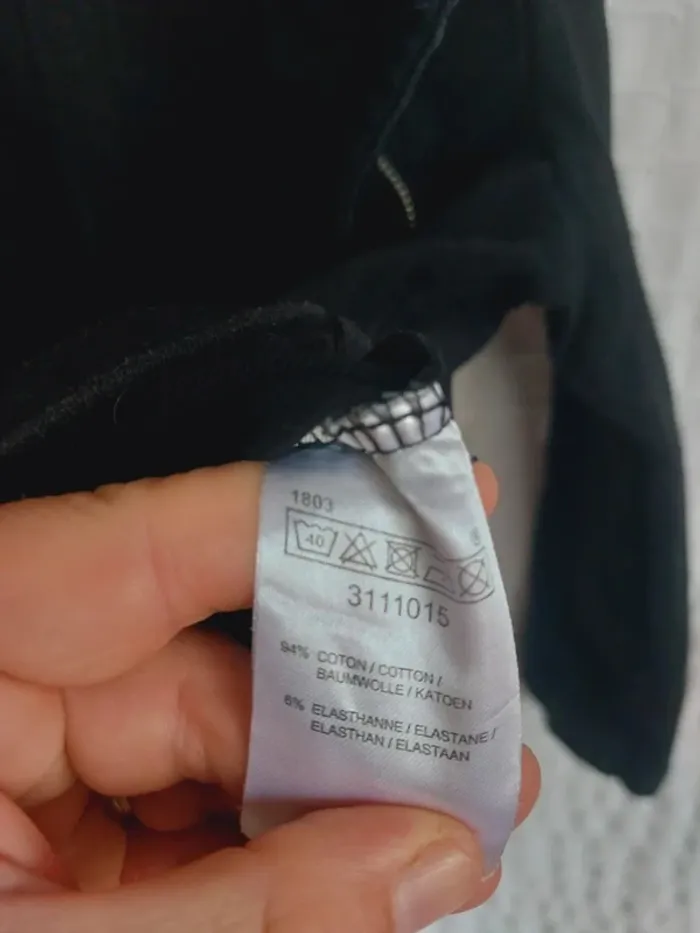 1803
40
3111015
94% COTON / COTTON /
BAUMWOLLE / KATOEN
6% ELASTHANNE / ELASTANE /
ELASTHAN / ELASTAAN